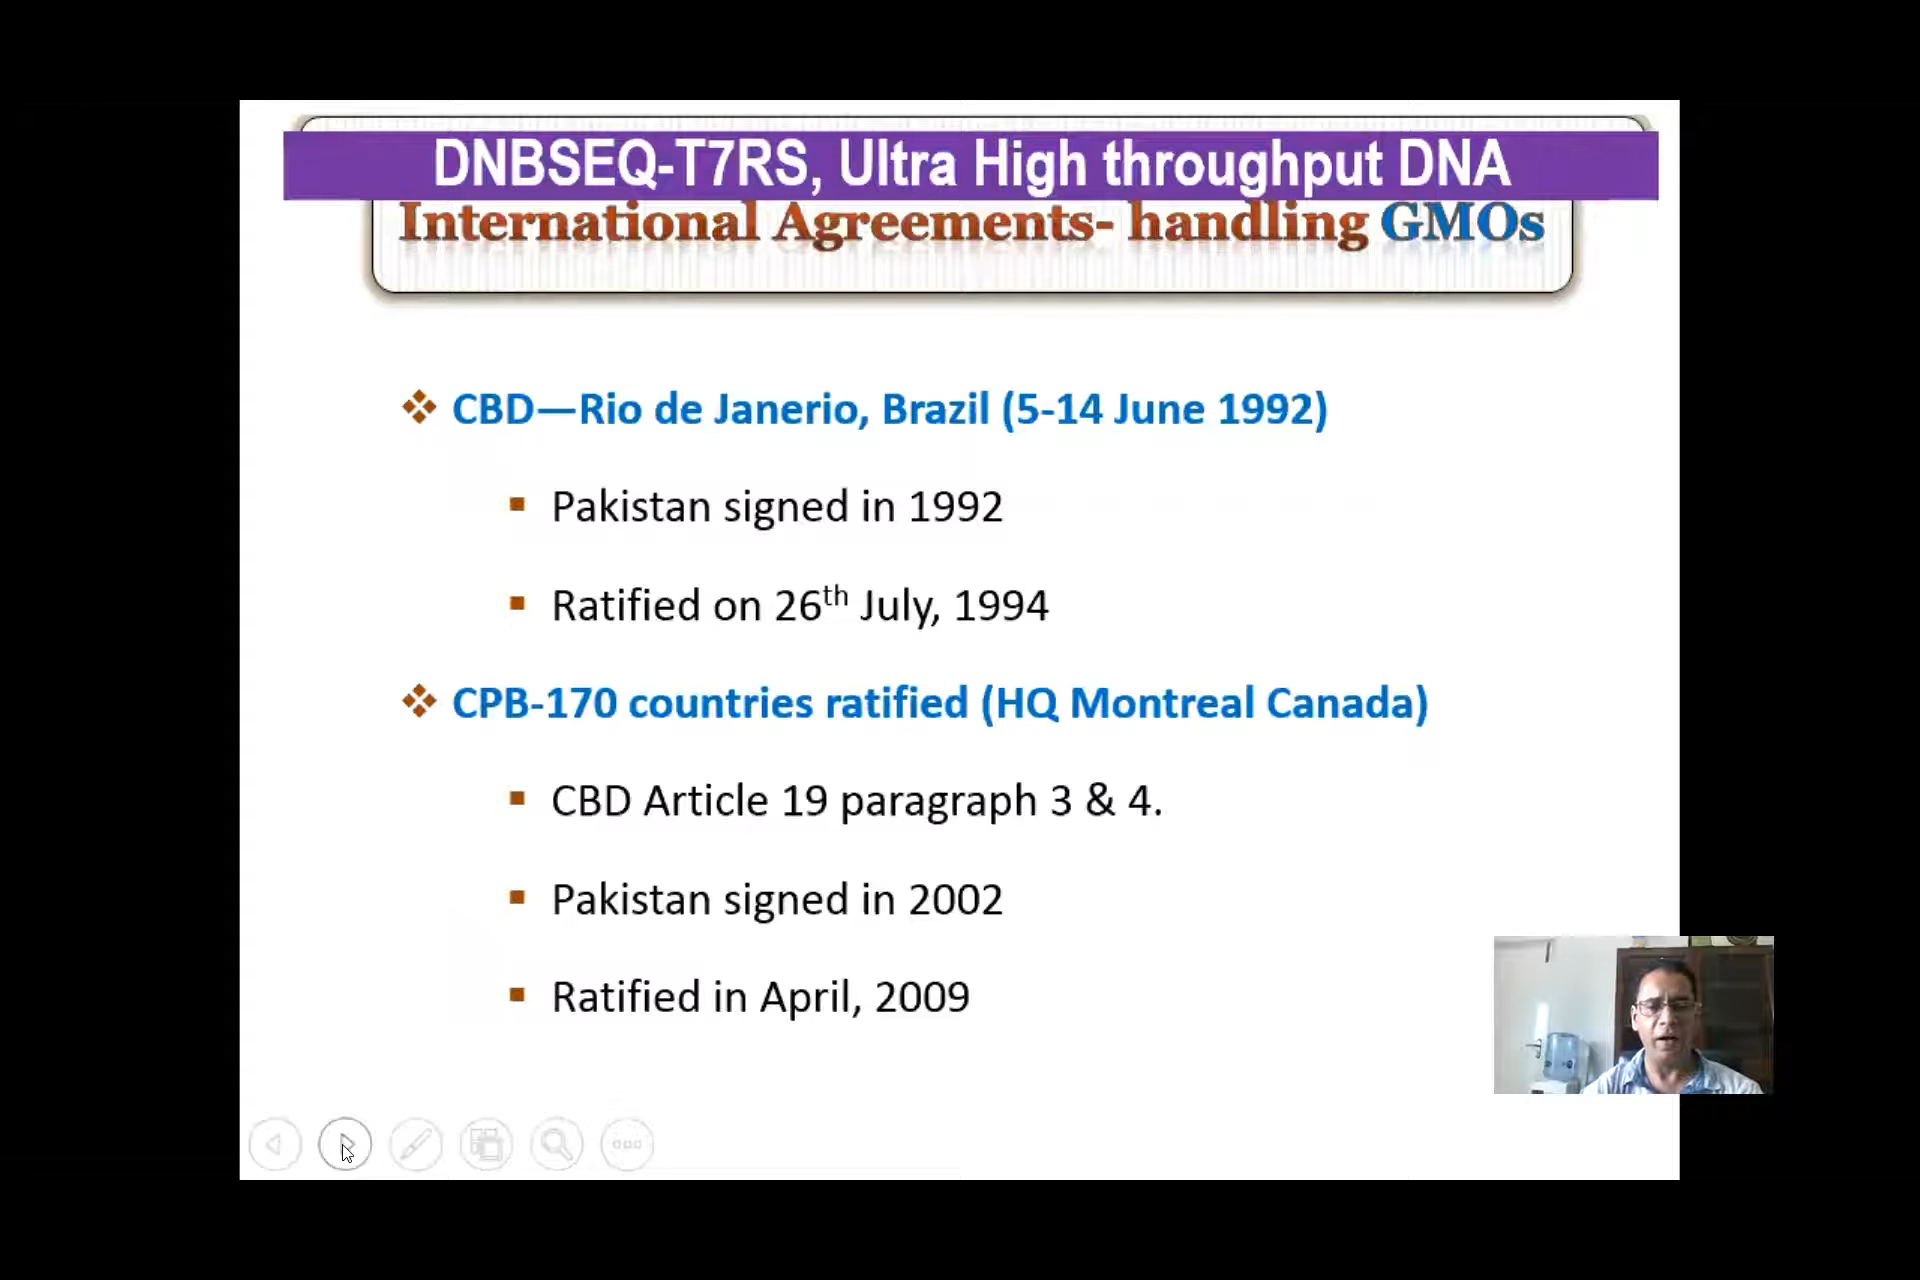 DNBSEQ-T7RS, Ultra High throughput DNA
International Agreements- handling GMOs
CBD—Rio de Janerio, Brazil (5-14 June 1992)
Pakistan signed in 1992
Ratified on 26th July, 1994
CPB-170 countries ratified (HQ Montreal Canada)
CBD Article 19 paragraph 3 & 4.
Pakistan signed in 2002
Ratified in April, 2009